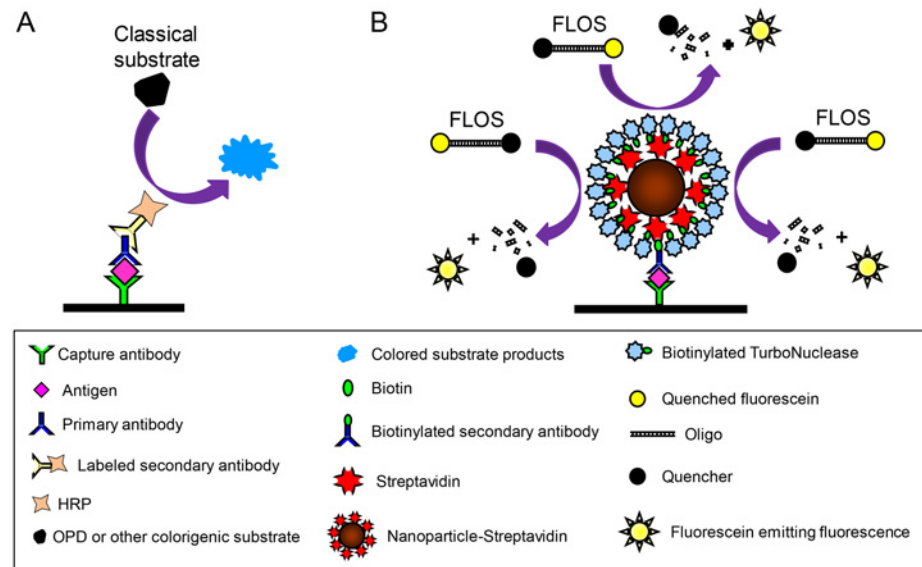 A
Classical
substrate
B
FLOS
FLOS
FLOS
+
+
+
Capture antibody
Antigen
Primary antibody
Labeled secondary antibody
HRP
OPD or other colorigenic substrate
Colored substrate products
Biotin
Biotinylated secondary antibody
Streptavidin
Nanoparticle-Streptavidin
Biotinylated TurboNuclease
Quenched fluorescein
Oligo
Quencher
Fluorescein emitting fluorescence